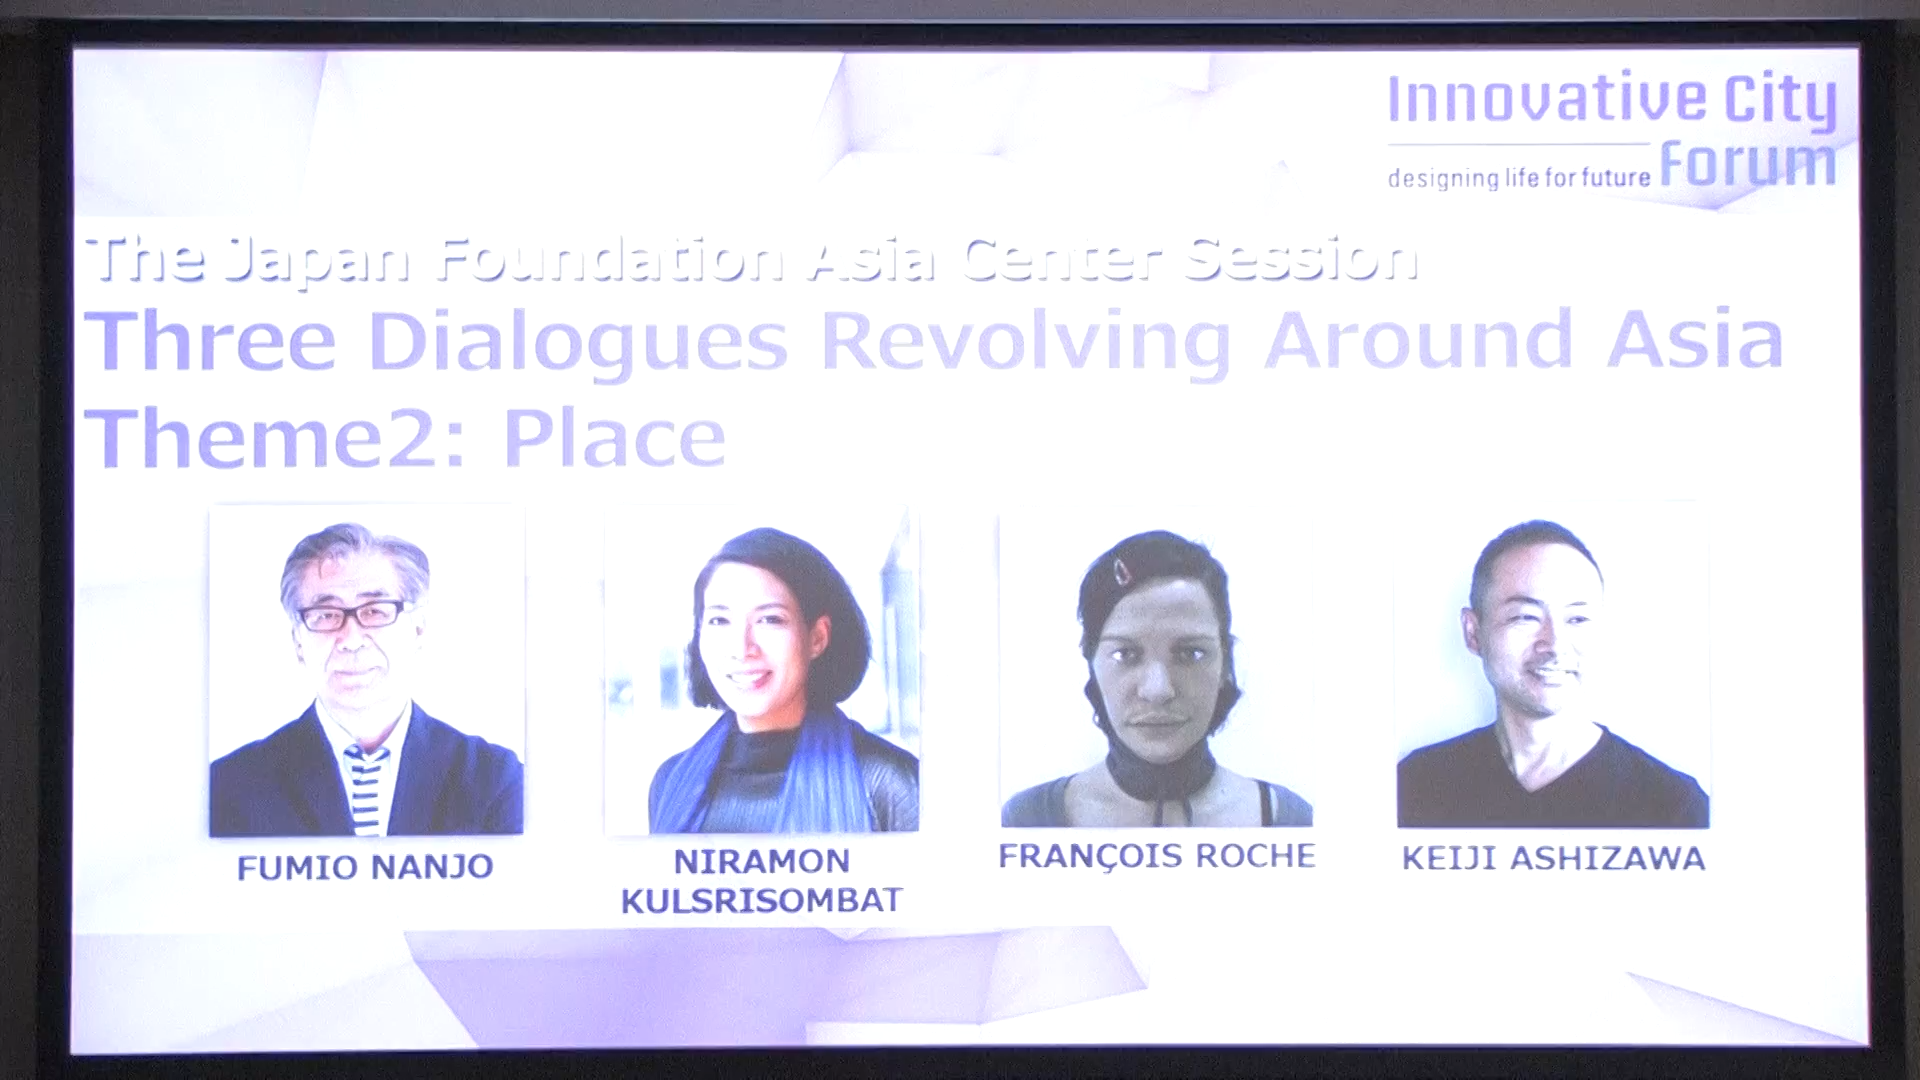 Innovative City
designing life for future Forum
The Japan Foundation Asia Center Session
Three Dialogues Revolving Around Asia
Theme2: Place
FUMIO NANJO
NIRAMON
KULSRISOMBAT
FRANÇOIS ROCHE
KEIJI ASHIZAWA